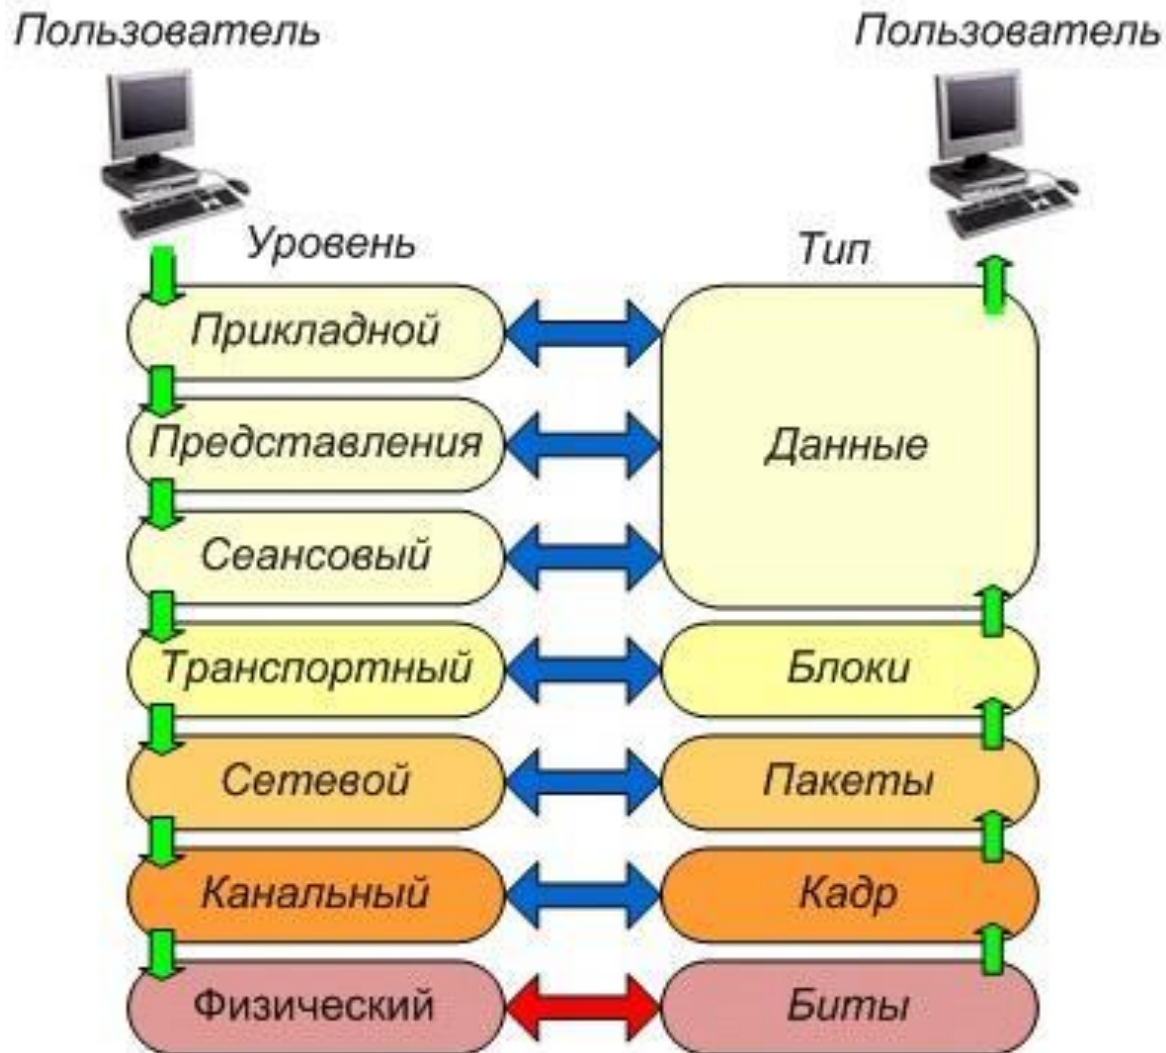 Пользователь Пользователь
Уровень Тип
Прикладной
Представления Данные
Сеансовый
Транспортный Блоки
Сетевой Пакеты
Канальный Кадр
Физический Биты